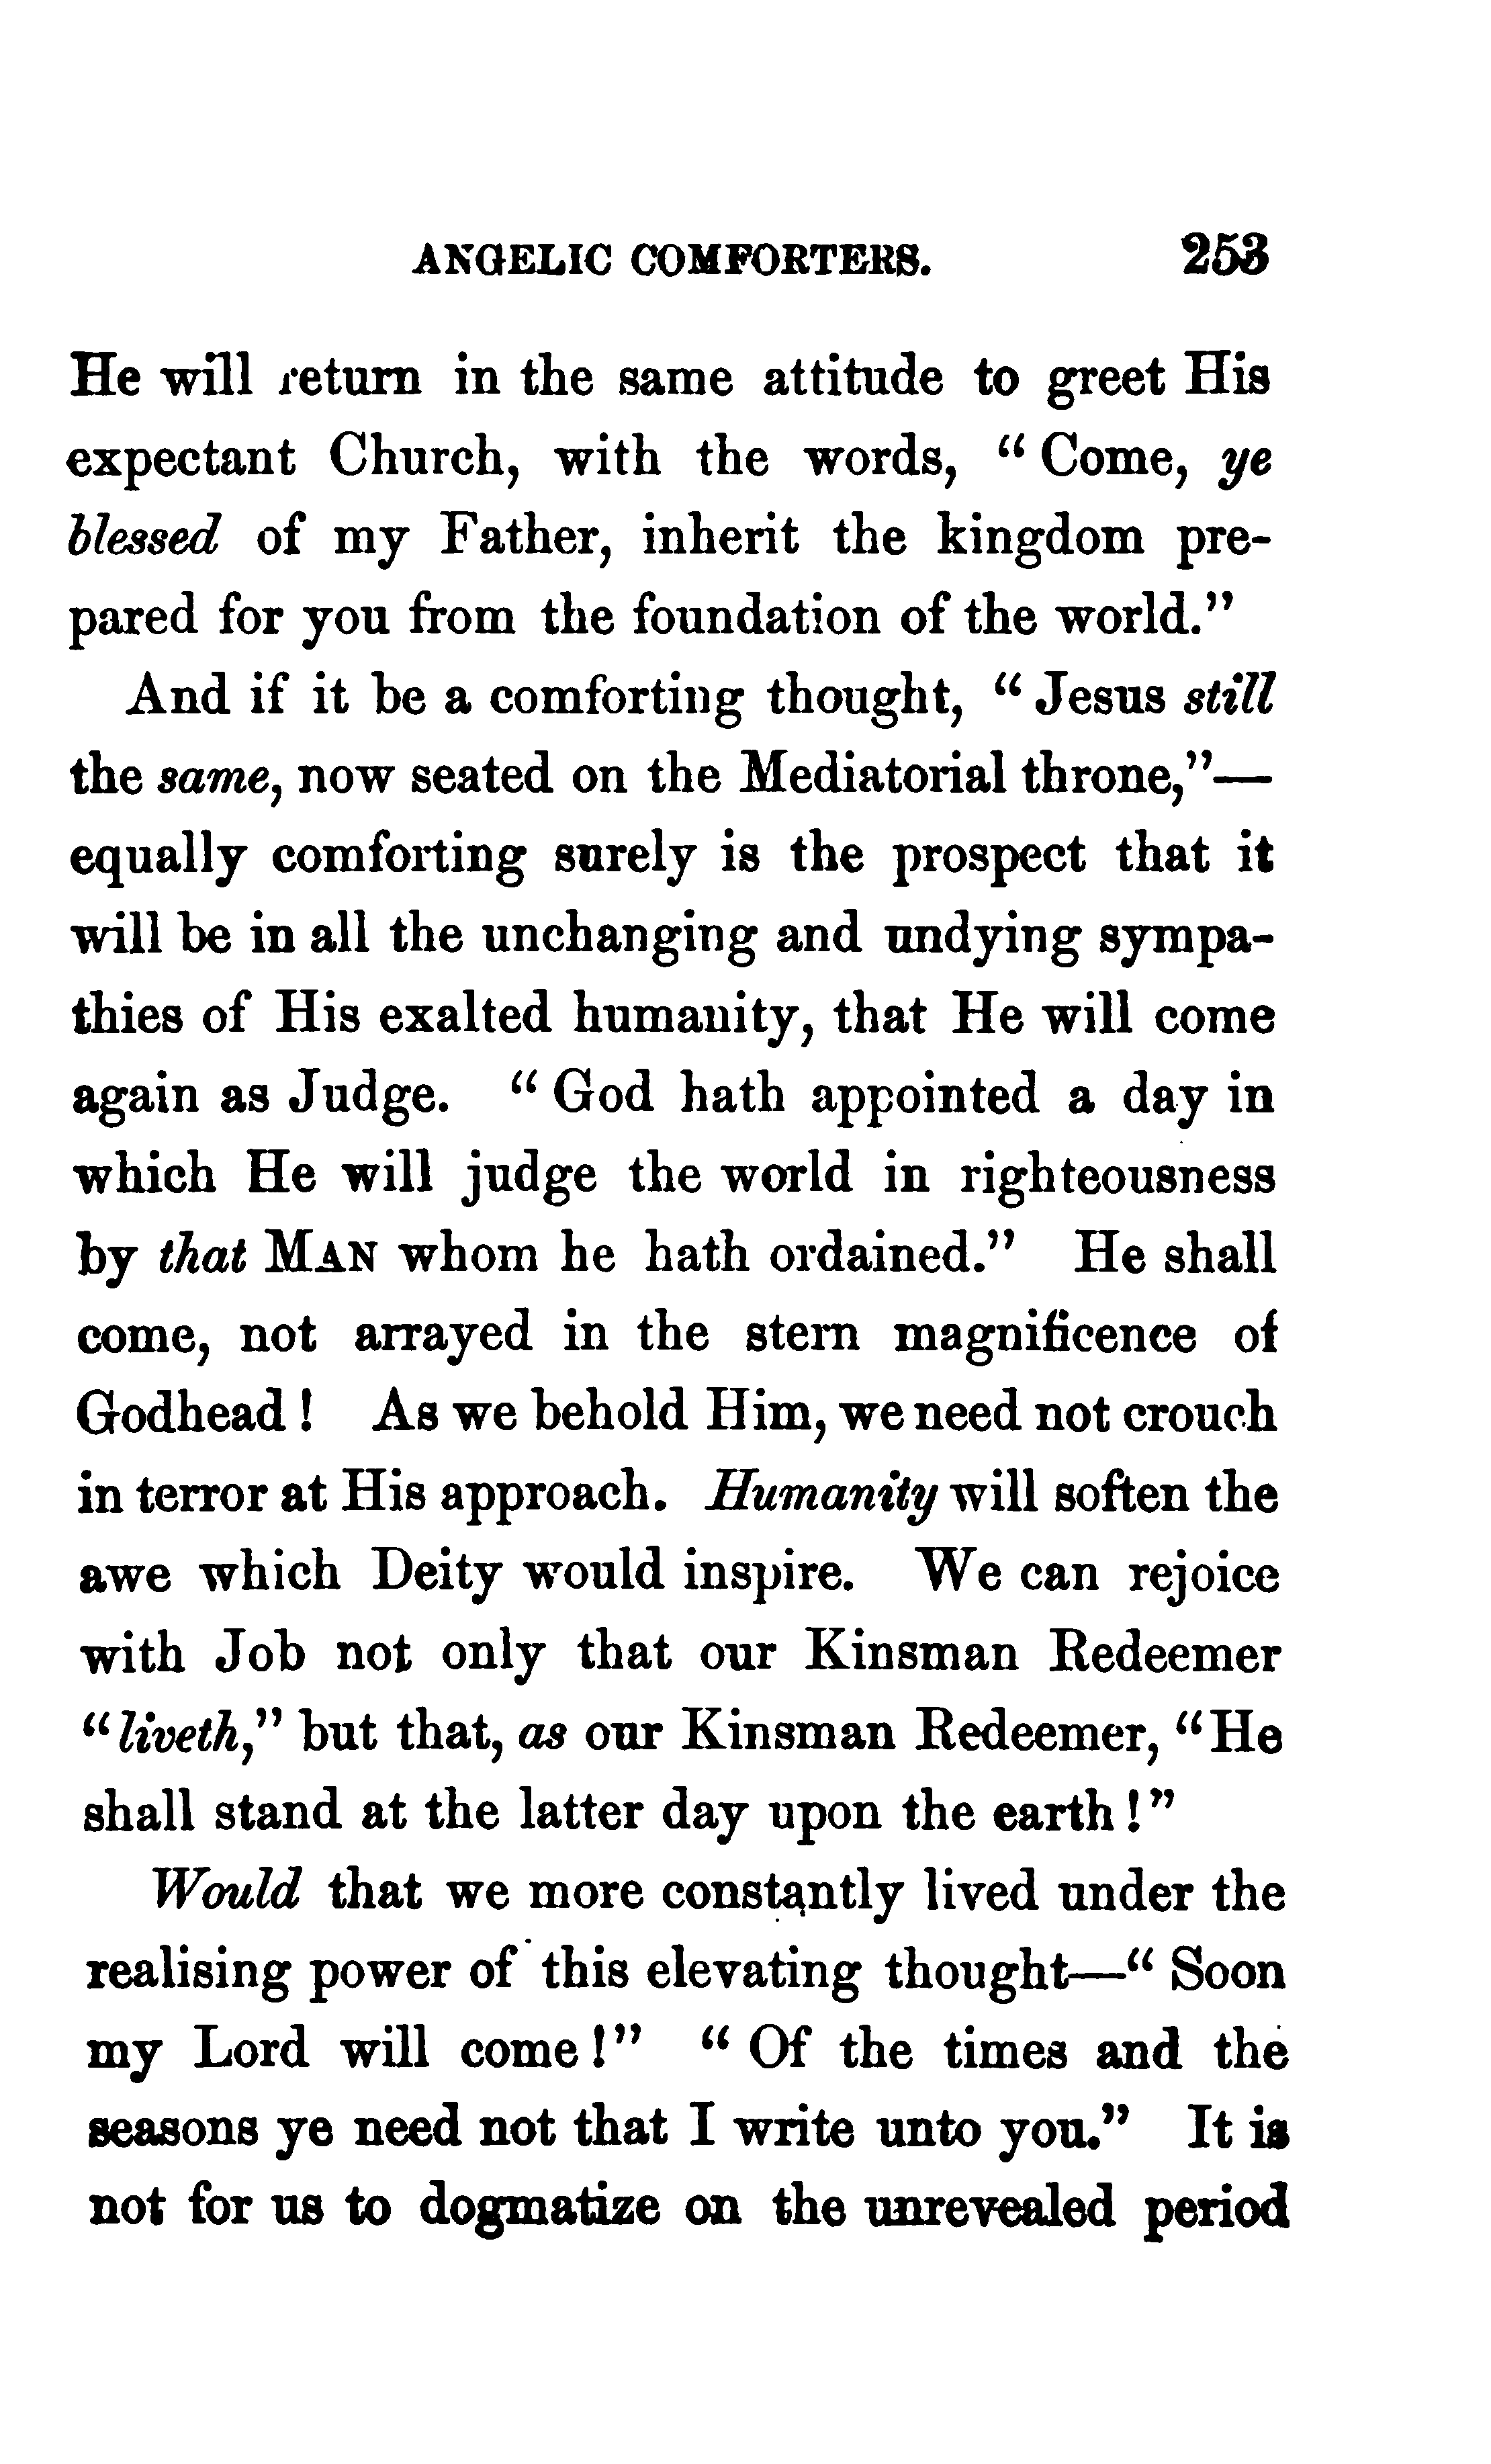 ANGELIC COMFORTERS. 253
He will return in the same attitude to greet His
expectant Church, with the words, “ Come, ye
blessed of my Father, inherit the kingdom pre-
pared for you from the foundation of the world.”
And if it be a comforting thought, “ Jesus still
the same, now seated on the Mediatorial throne,”—
equally comforting surely is the prospect that it
will be in all the unchanging and undying sympa-
thies of His exalted humanity, that He will come
again as Judge. “ God hath appointed a day in
which He will judge the world in righteousness
by that MAN whom he hath ordained.” He shall
come, not arrayed in the stern magnificence of
Godhead ! As we behold Him, we need not crouch
in terror at His approach. Humanity will soften the
awe which Deity would inspire. We can rejoice
with Job not only that our Kinsman Redeemer
“liveth,” but that, as our Kinsman Redeemer, “He
shall stand at the latter day upon the earth !”
Would that we more constantly lived under the
realising power of this elevating thought—“ Soon
my Lord will come !” “ Of the times and the
seasons ye need not that I write unto you.” It is
not for us to dogmatize on the unrevealed period